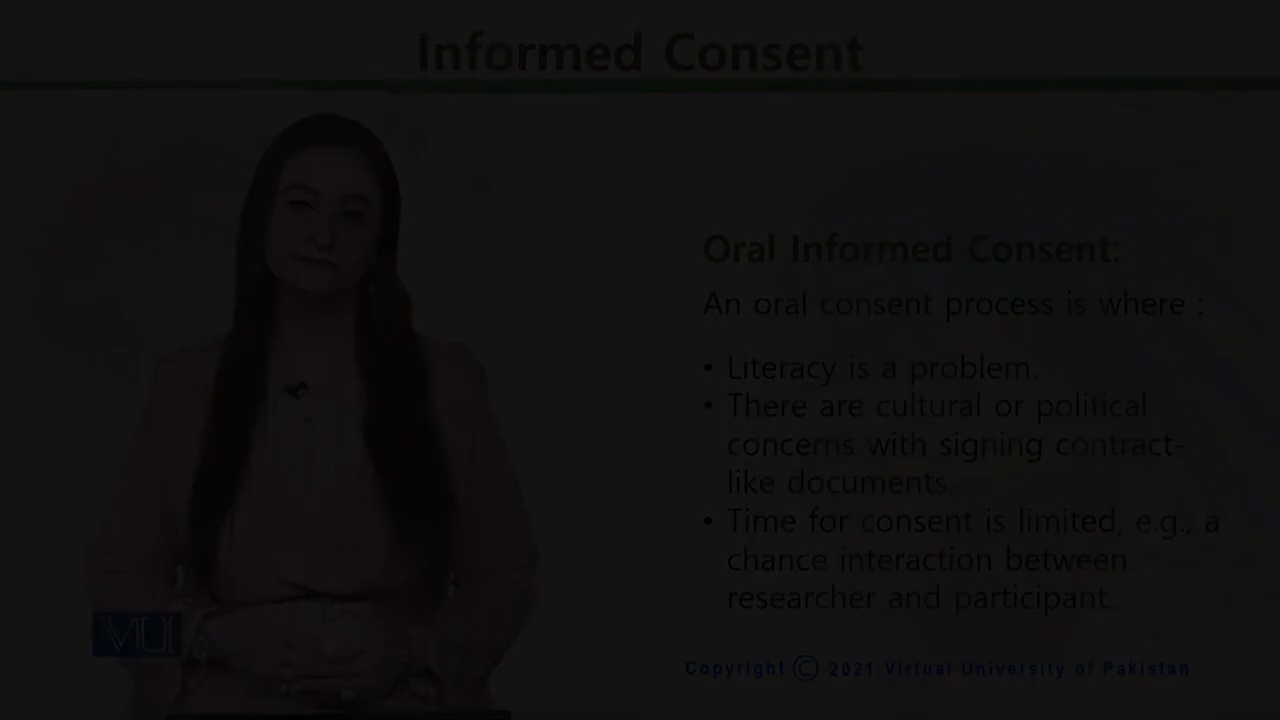 Informed Consent
Oral Informed Consent:
An oral consent process is where :
• Literacy is a problem.
• There are cultural or political
concerns with signing contract-
like documents.
• Time for consent is limited, e.g., a
chance interaction between
researcher and participant.
VU
Copyright © 2021 Virtual University of Pakistan